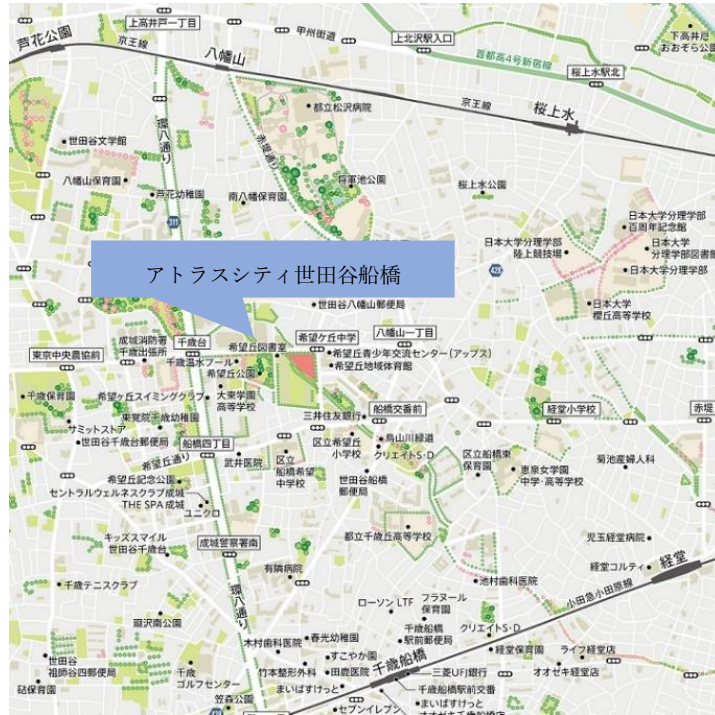 上高井戸一丁目
甲州街道
上北沢駅入口
下高井戸
おおぞら公園
芦花公園
京王線
八幡山
首都高4号新宿線
桜上水駅北
都立松沢病院
京王線
桜上水
環八通り
赤堤通り
世田谷文学館
八幡山保育園
芦花幼稚園
南八幡保育園
将軍池公園
桜上水公園
311
日本大学文理学部
百周年記念館
日本大学文理学部
陸上競技場
日本大学
文理学部図書館
428
日本大学文理学部
アトラスシティ世田谷船橋
世田谷八幡山郵便局
日本大学
櫻丘高等学校
東京中央農協前
成城消防署
千歳出張所
千歳台
希望丘図書室
希望ケ丘中学
八幡山一丁目
千歳温水プール
希望丘公園
希望丘青少年交流センター(アップス)
希望丘地域体育館
千歳保育園
希望ヶ丘スイミングクラブ
大東学園
高等学校
三井住友銀行
船橋交番前
経堂小学校
赤堤
サミットストア
東覚院千歳幼稚園
世田谷千歳台郵便局
船橋四丁目
区立希望丘
小学校
烏山川緑道
クリエイトS・D
希望丘通り
武井医院
区立
船橋希望
中学校
世田谷船橋
郵便局
区立船橋東
保育園
恵泉女学園
中学・高等学校
菊池産婦人科
希望丘記念公園
セントラルウェルネスクラブ成城
THE SPA 成城
ユニクロ
キッズスマイル
世田谷千歳台
成城警察署南
都立千歳丘高等学校
児玉経堂病院
経堂コルティ
経堂
千歳テニスクラブ
有隣病院
池村歯科医院
小田急小田原線
環八通り
ローソン LTF
フラヌール
保育園
廻沢南公園
千歳船橋
駅前郵便局
クリエイトS・D
木村歯科医院
春光幼稚園
すこやか園
千歳船橋
経堂保育園
ライフ経堂店
世田谷
祖師谷四郵便局
千歳
ゴルフセンター
竹本整形外科
田鹿医院
三菱UFJ銀行
オオゼキ経堂店
砧保育園
笠森公園
まいばすけっと
千歳船橋駅前交番
セブンイレブン
まいばすけっと